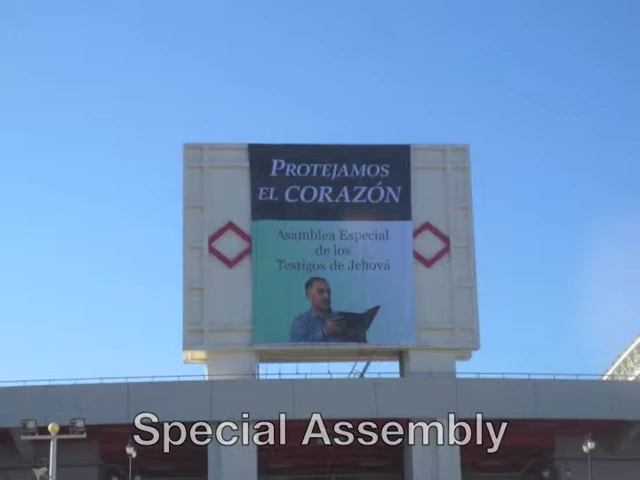 PROTEJAMOS
EL CORAZÓN
Asamblea Especial
de los
Testigos de Jehová
Special Assembly